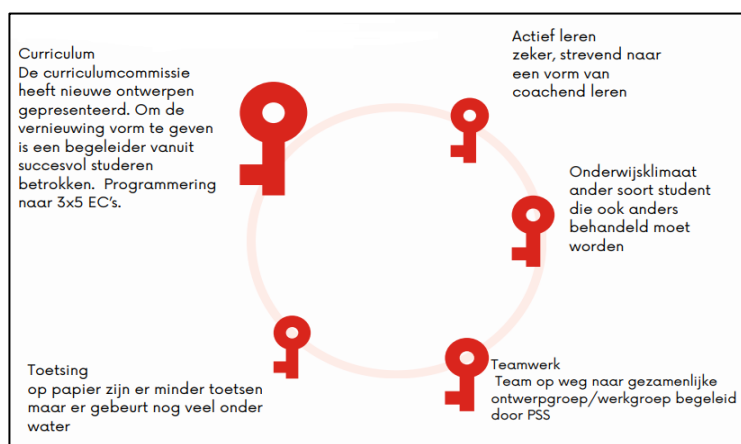 Curriculum
De curriculumcommissie
heeft nieuwe ontwerpen
gepresenteerd. Om de
vernieuwing vorm te geven
is een begeleider vanuit
succesvol studeren
betrokken. Programmering
naar 3x5 EC's.
Actief leren
zeker, strevend naar
een vorm van
coachend leren
Onderwijsklimaat
ander soort student
die ook anders
behandeld moet
worden
Teamwerk
Team op weg naar gezamenlijke
ontwerpgroep/werkgroep begeleid
door PSS
Toetsing
op papier zijn er minder toetsen
maar er gebeurt nog veel onder
water